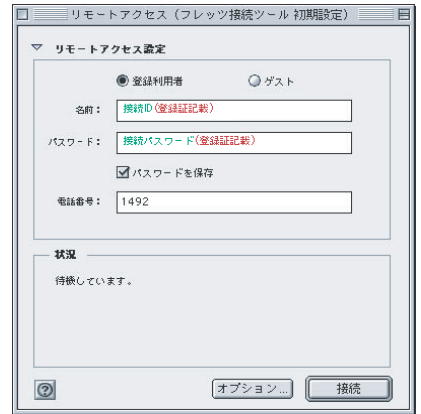 リモートアクセス（フレッツ接続ツール 初期設定）
リモートアクセス設定
登録利用者 ゲスト
名前： 接続ID(登録証記載)
パスワード： 接続パスワード(登録証記載)
パスワードを保存
電話番号： 1492
状況
待機しています。
? オプション... 接続